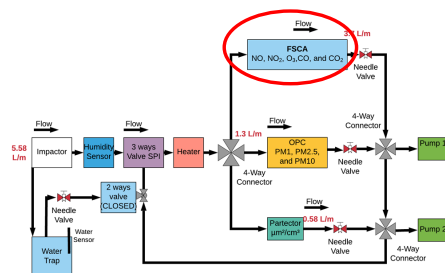 Flow
3.7 L/m
FSCA
NO, NO₂, O₃,CO, and CO₂
Needle
Valve
Flow
5.58
L/m
Impactor
Humidity
Sensor
Flow
3 ways
Valve SPI
Heater
1.3 L/m
4-Way
Connector
Flow
OPC
PM1, PM2.5,
and PM10
Needle
Valve
4-Way
Connector
Pump 1
2 ways
valve
(CLOSED)
Needle
Valve
Water
Sensor
Water
Trap
Flow
0.58 L/m
Partector
µm²/cm³
Needle
Valve
4-Way
Connector
Pump 2